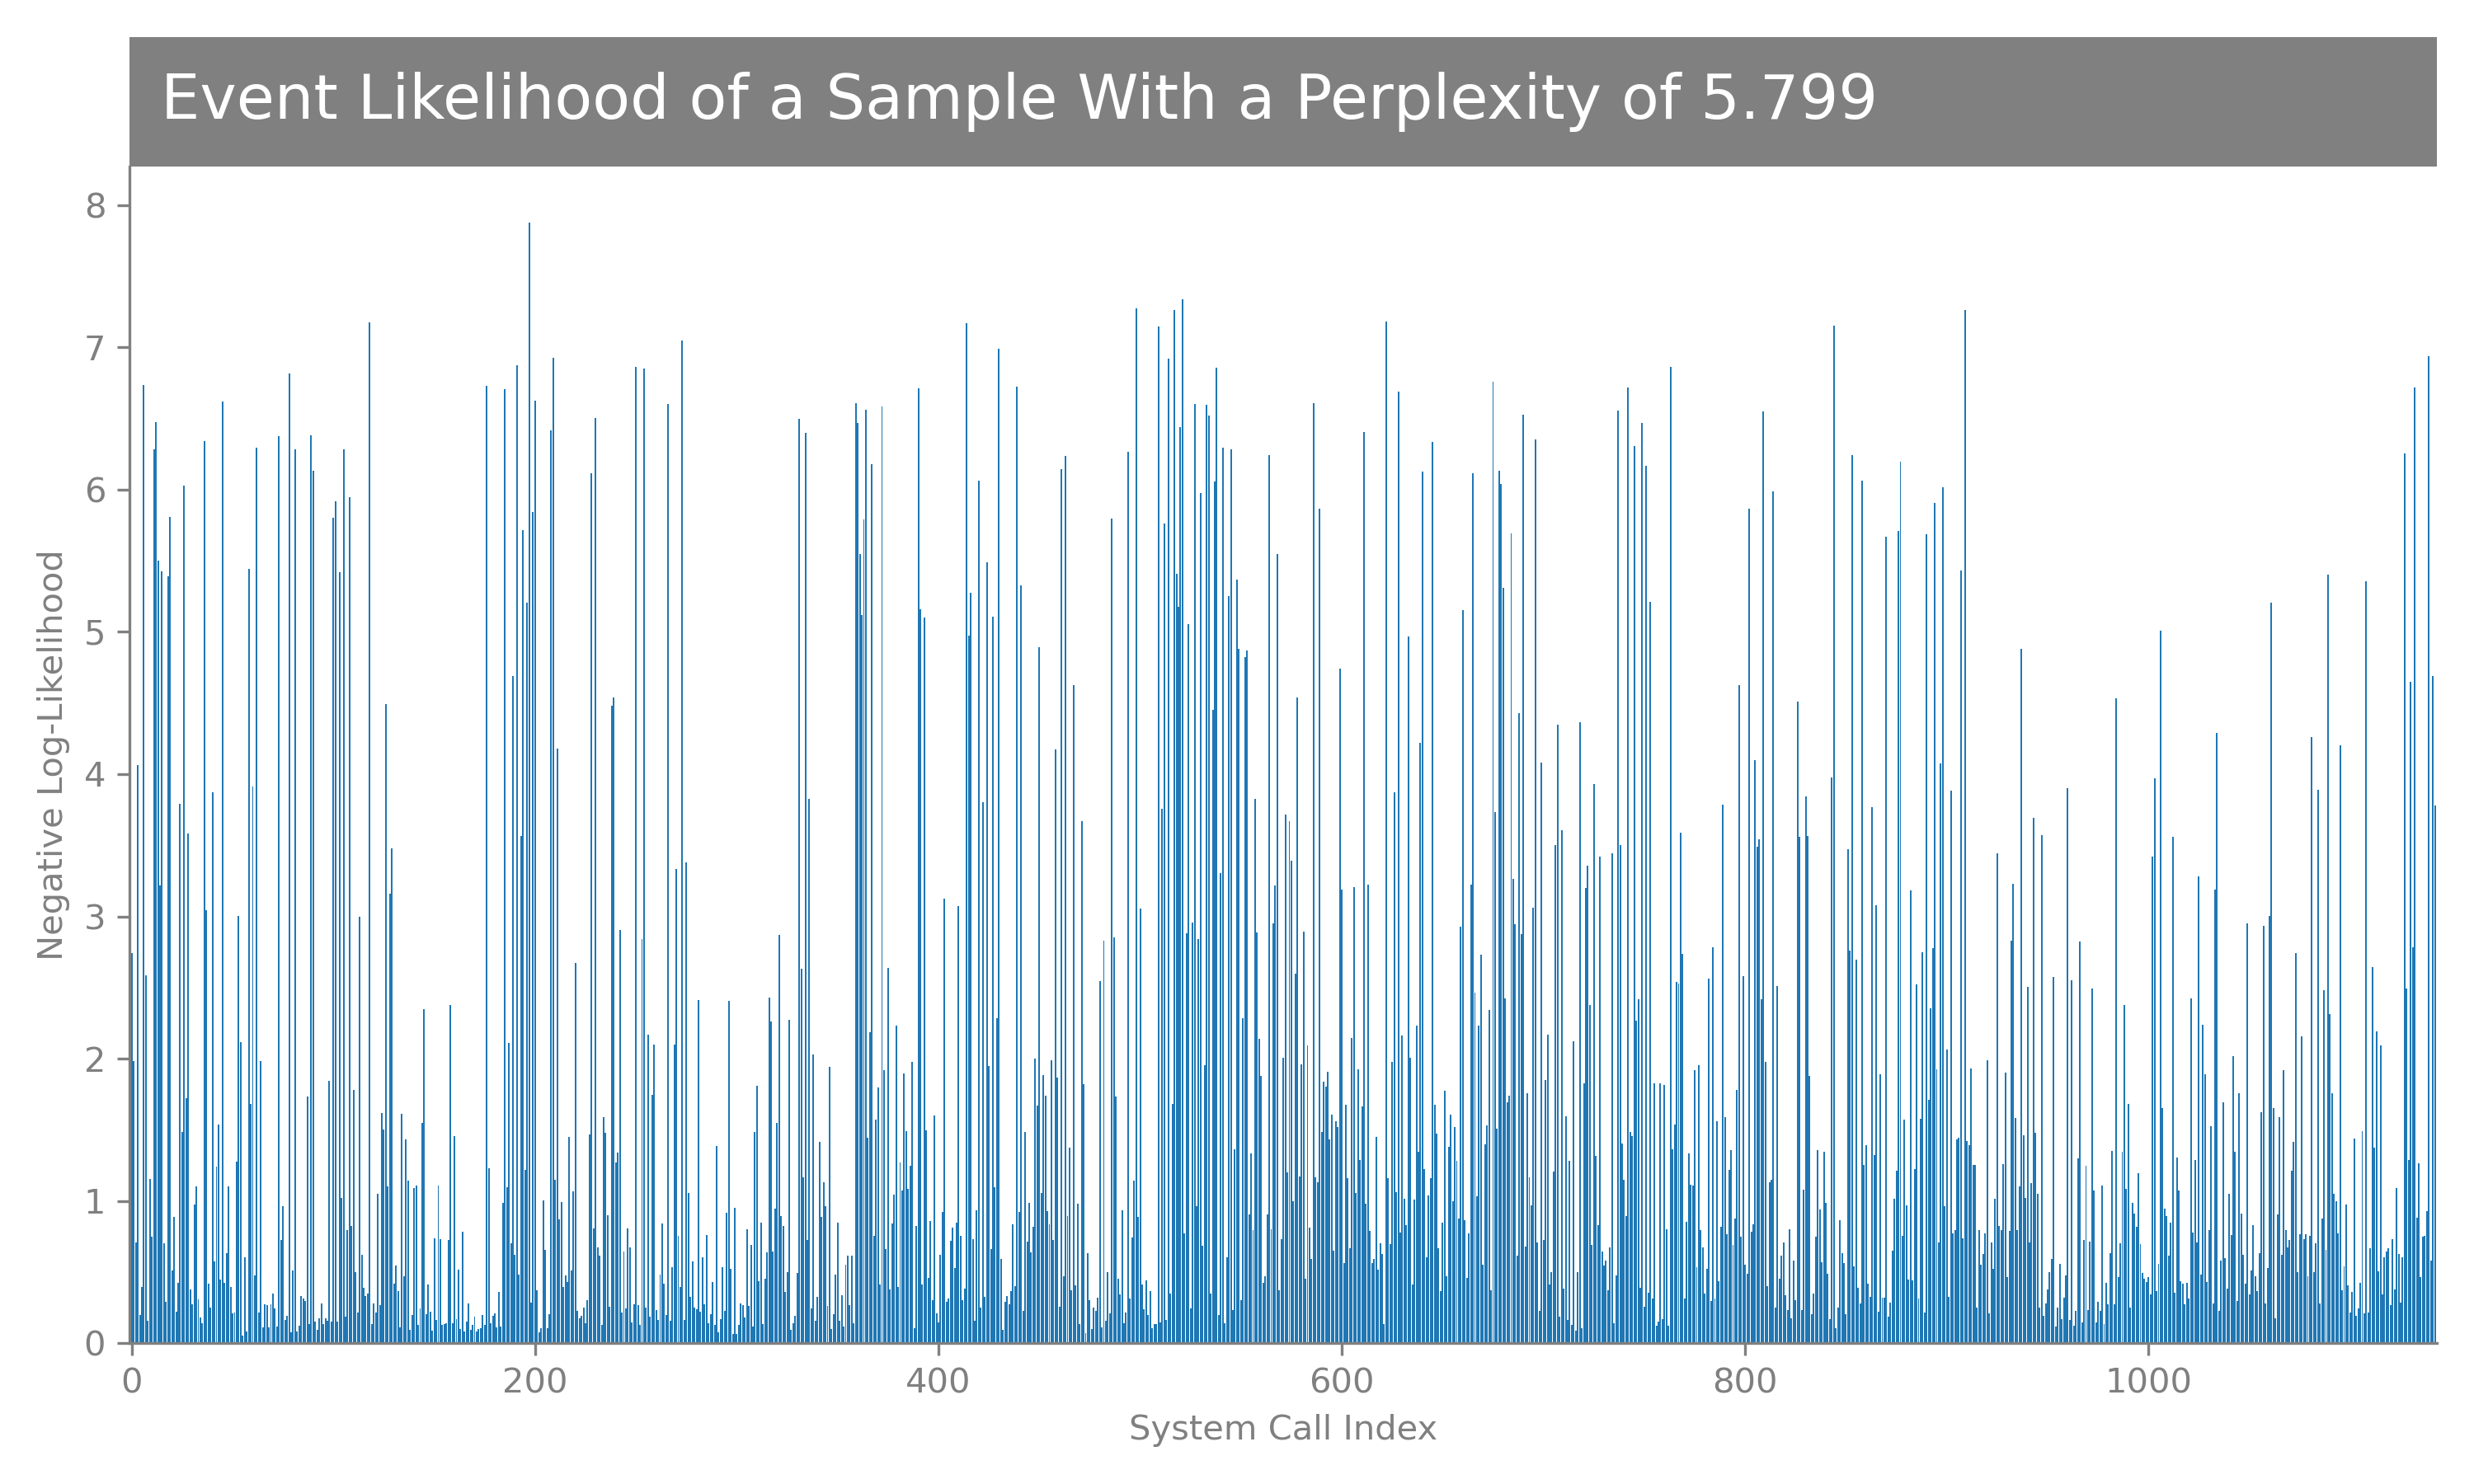 Event Likelihood of a Sample With a Perplexity of 5.799
8
7
6
5
4
3
2
1
0
Negative Log-Likelihood
0 200 400 600 800 1000
System Call Index